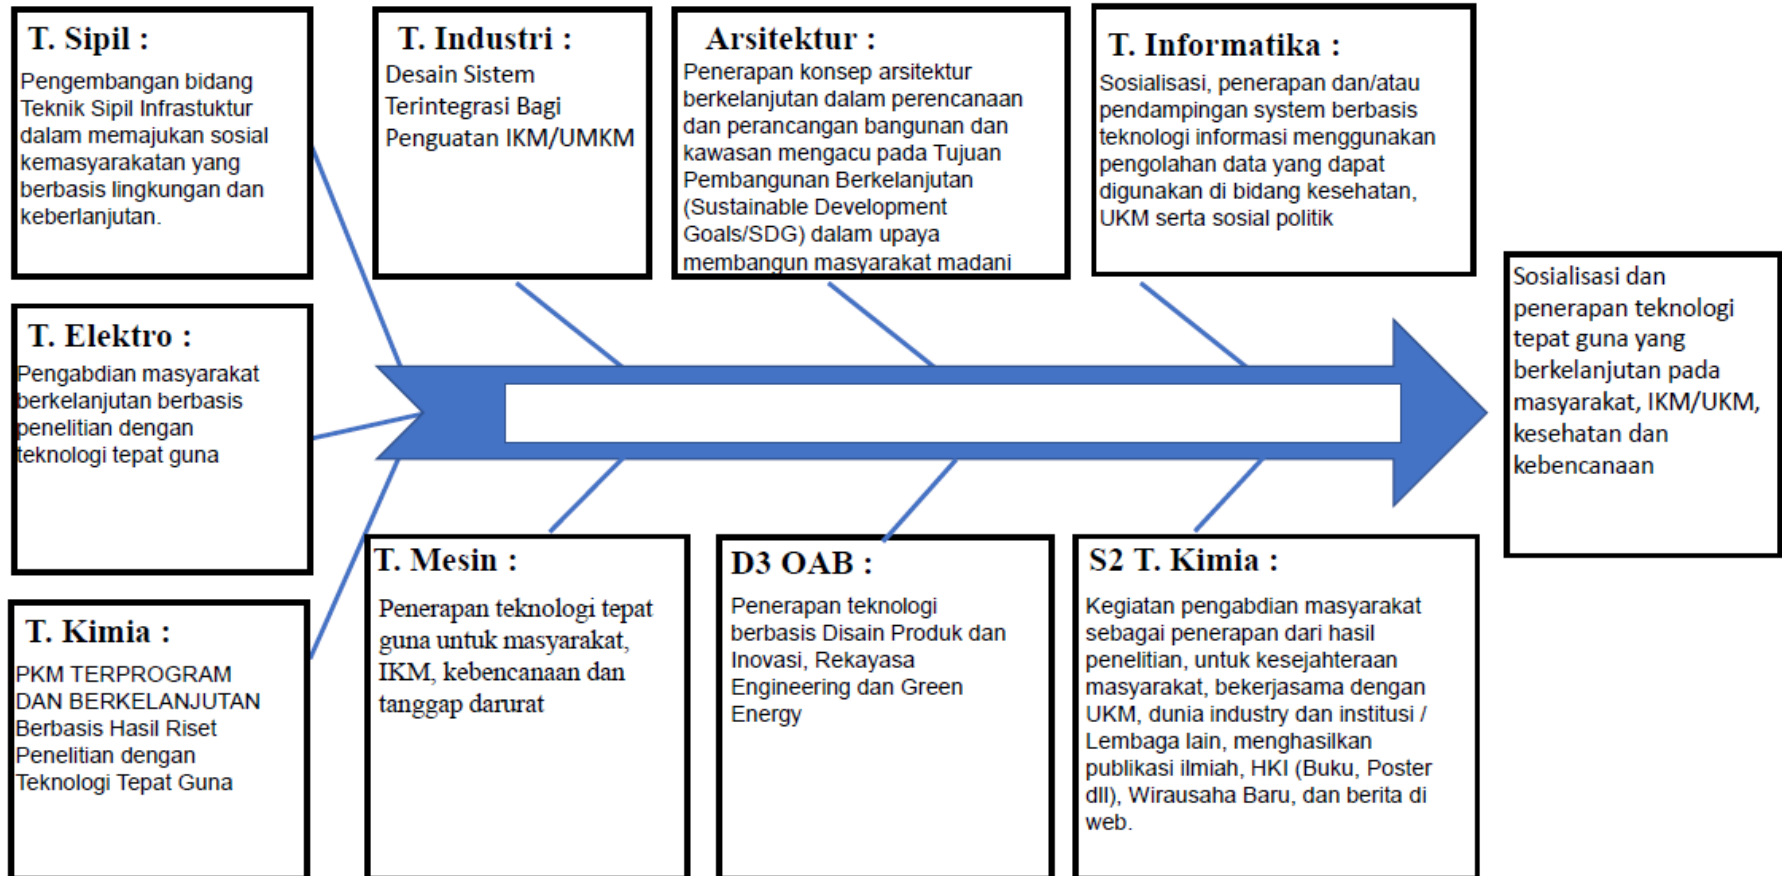 T. Sipil :
Pengembangan bidang
Teknik Sipil Infrastuktur
dalam memajukan sosial
kemasyarakatan yang
berbasis lingkungan dan
keberlanjutan.
T. Industri :
Desain Sistem
Terintegrasi Bagi
Penguatan IKM/UMKM
Arsitektur :
Penerapan konsep arsitektur
berkelanjutan dalam perencanaan
dan perancangan bangunan dan
kawasan mengacu pada Tujuan
Pembangunan Berkelanjutan
(Sustainable Development
Goals/SDG) dalam upaya
membangun masyarakat madani
T. Informatika :
Sosialisasi, penerapan dan/atau
pendampingan system berbasis
teknologi informasi menggunakan
pengolahan data yang dapat
digunakan di bidang kesehatan,
UKM serta sosial politik
T. Elektro :
Pengabdian masyarakat
berkelanjutan berbasis
penelitian dengan
teknologi tepat guna
Sosialisasi dan
penerapan teknologi
tepat guna yang
berkelanjutan pada
masyarakat, IKM/UKM,
kesehatan dan
kebencanaan
T. Kimia :
PKM TERPROGRAM
DAN BERKELANJUTAN
Berbasis Hasil Riset
Penelitian dengan
Teknologi Tepat Guna
T. Mesin :
Penerapan teknologi tepat
guna untuk masyarakat,
IKM, kebencanaan dan
tanggap darurat
D3 OAB :
Penerapan teknologi
berbasis Disain Produk dan
Inovasi, Rekayasa
Engineering dan Green
Energy
S2 T. Kimia :
Kegiatan pengabdian masyarakat
sebagai penerapan dari hasil
penelitian, untuk kesejahteraan
masyarakat, bekerjasama dengan
UKM, dunia industry dan institusi /
Lembaga lain, menghasilkan
publikasi ilmiah, HKI (Buku, Poster
dll), Wirausaha Baru, dan berita di
web.